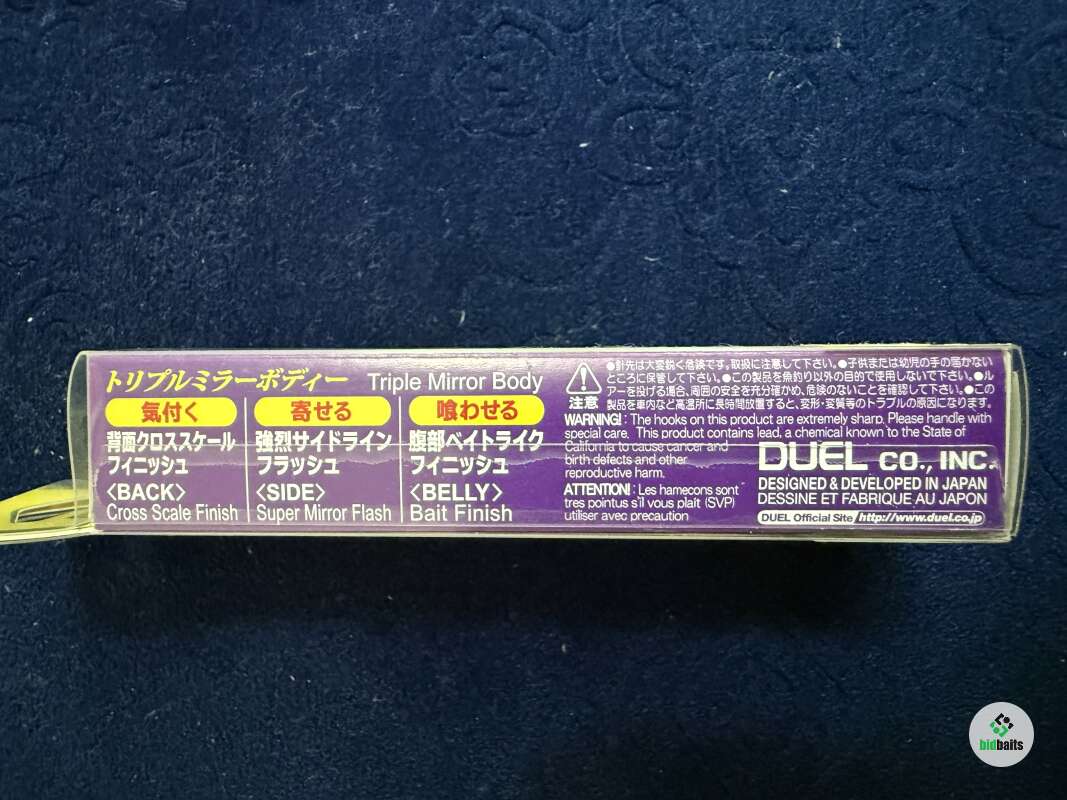 トリプルミラーボディー Triple Mirror Body
気付く 寄せる 喰わせる
背面クロススケール 強烈サイドライン 腹部ベイトライク
フィニッシュ フラッシュ フィニッシュ
〈BACK〉 〈SIDE〉 〈BELLY〉
Cross Scale Finish Super Mirror Flash Bait Finish
注意
●針先は大変鋭く危険です。取扱に注意して下さい。●子供または幼児の手の届かない
ところに保管して下さい。●この製品を魚釣り以外の目的で使用しないで下さい。●ル
アーを投げる場合、周囲の安全を充分確かめ、危険のないことを確認して下さい。●この
製品を車内など高温所に長時間放置すると、変形・変質等のトラブルの原因になります。
WARNING! : The hooks on this product are extremely sharp. Please handle with
special care. This product contains lead, a chemical known to the State of
California to cause cancer and
birth defects and other
reproductive harm.
ATTENTION! : Les hamecons sont
tres pointus s'il vous plait (SVP)
utiliser avec precaution
DUEL CO., INC.
DESIGNED & DEVELOPED IN JAPAN
DESSINE ET FABRIQUE AU JAPON
DUEL Official Site http://www.duel.co.jp
bidbaits